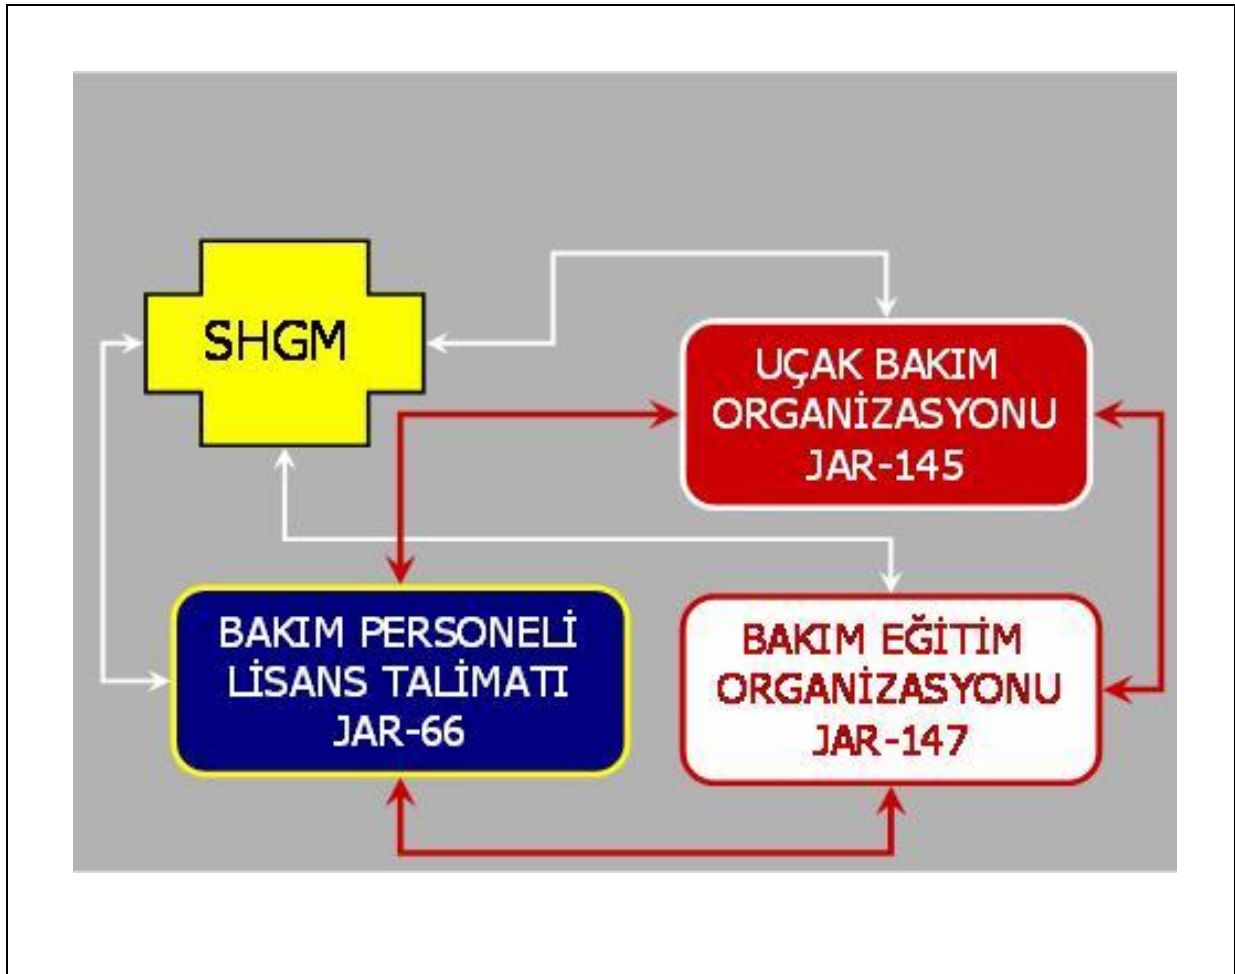 SHGM
UÇAK BAKIM
ORGANİZASYONU
JAR-145
BAKIM PERSONELİ
LİSANS TALİMATI
JAR-66
BAKIM EĞİTİM
ORGANİZASYONU
JAR-147